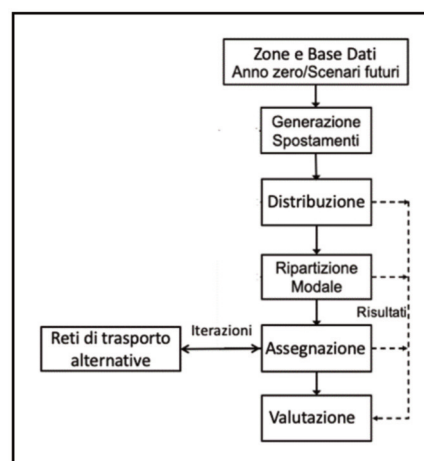 Zone e Base Dati
Anno zero/Scenari futuri
Generazione
Spostamenti
Distribuzione
Ripartizione
Modale
Risultati
Iterazioni
Reti di trasporto
alternative
Assegnazione
Valutazione